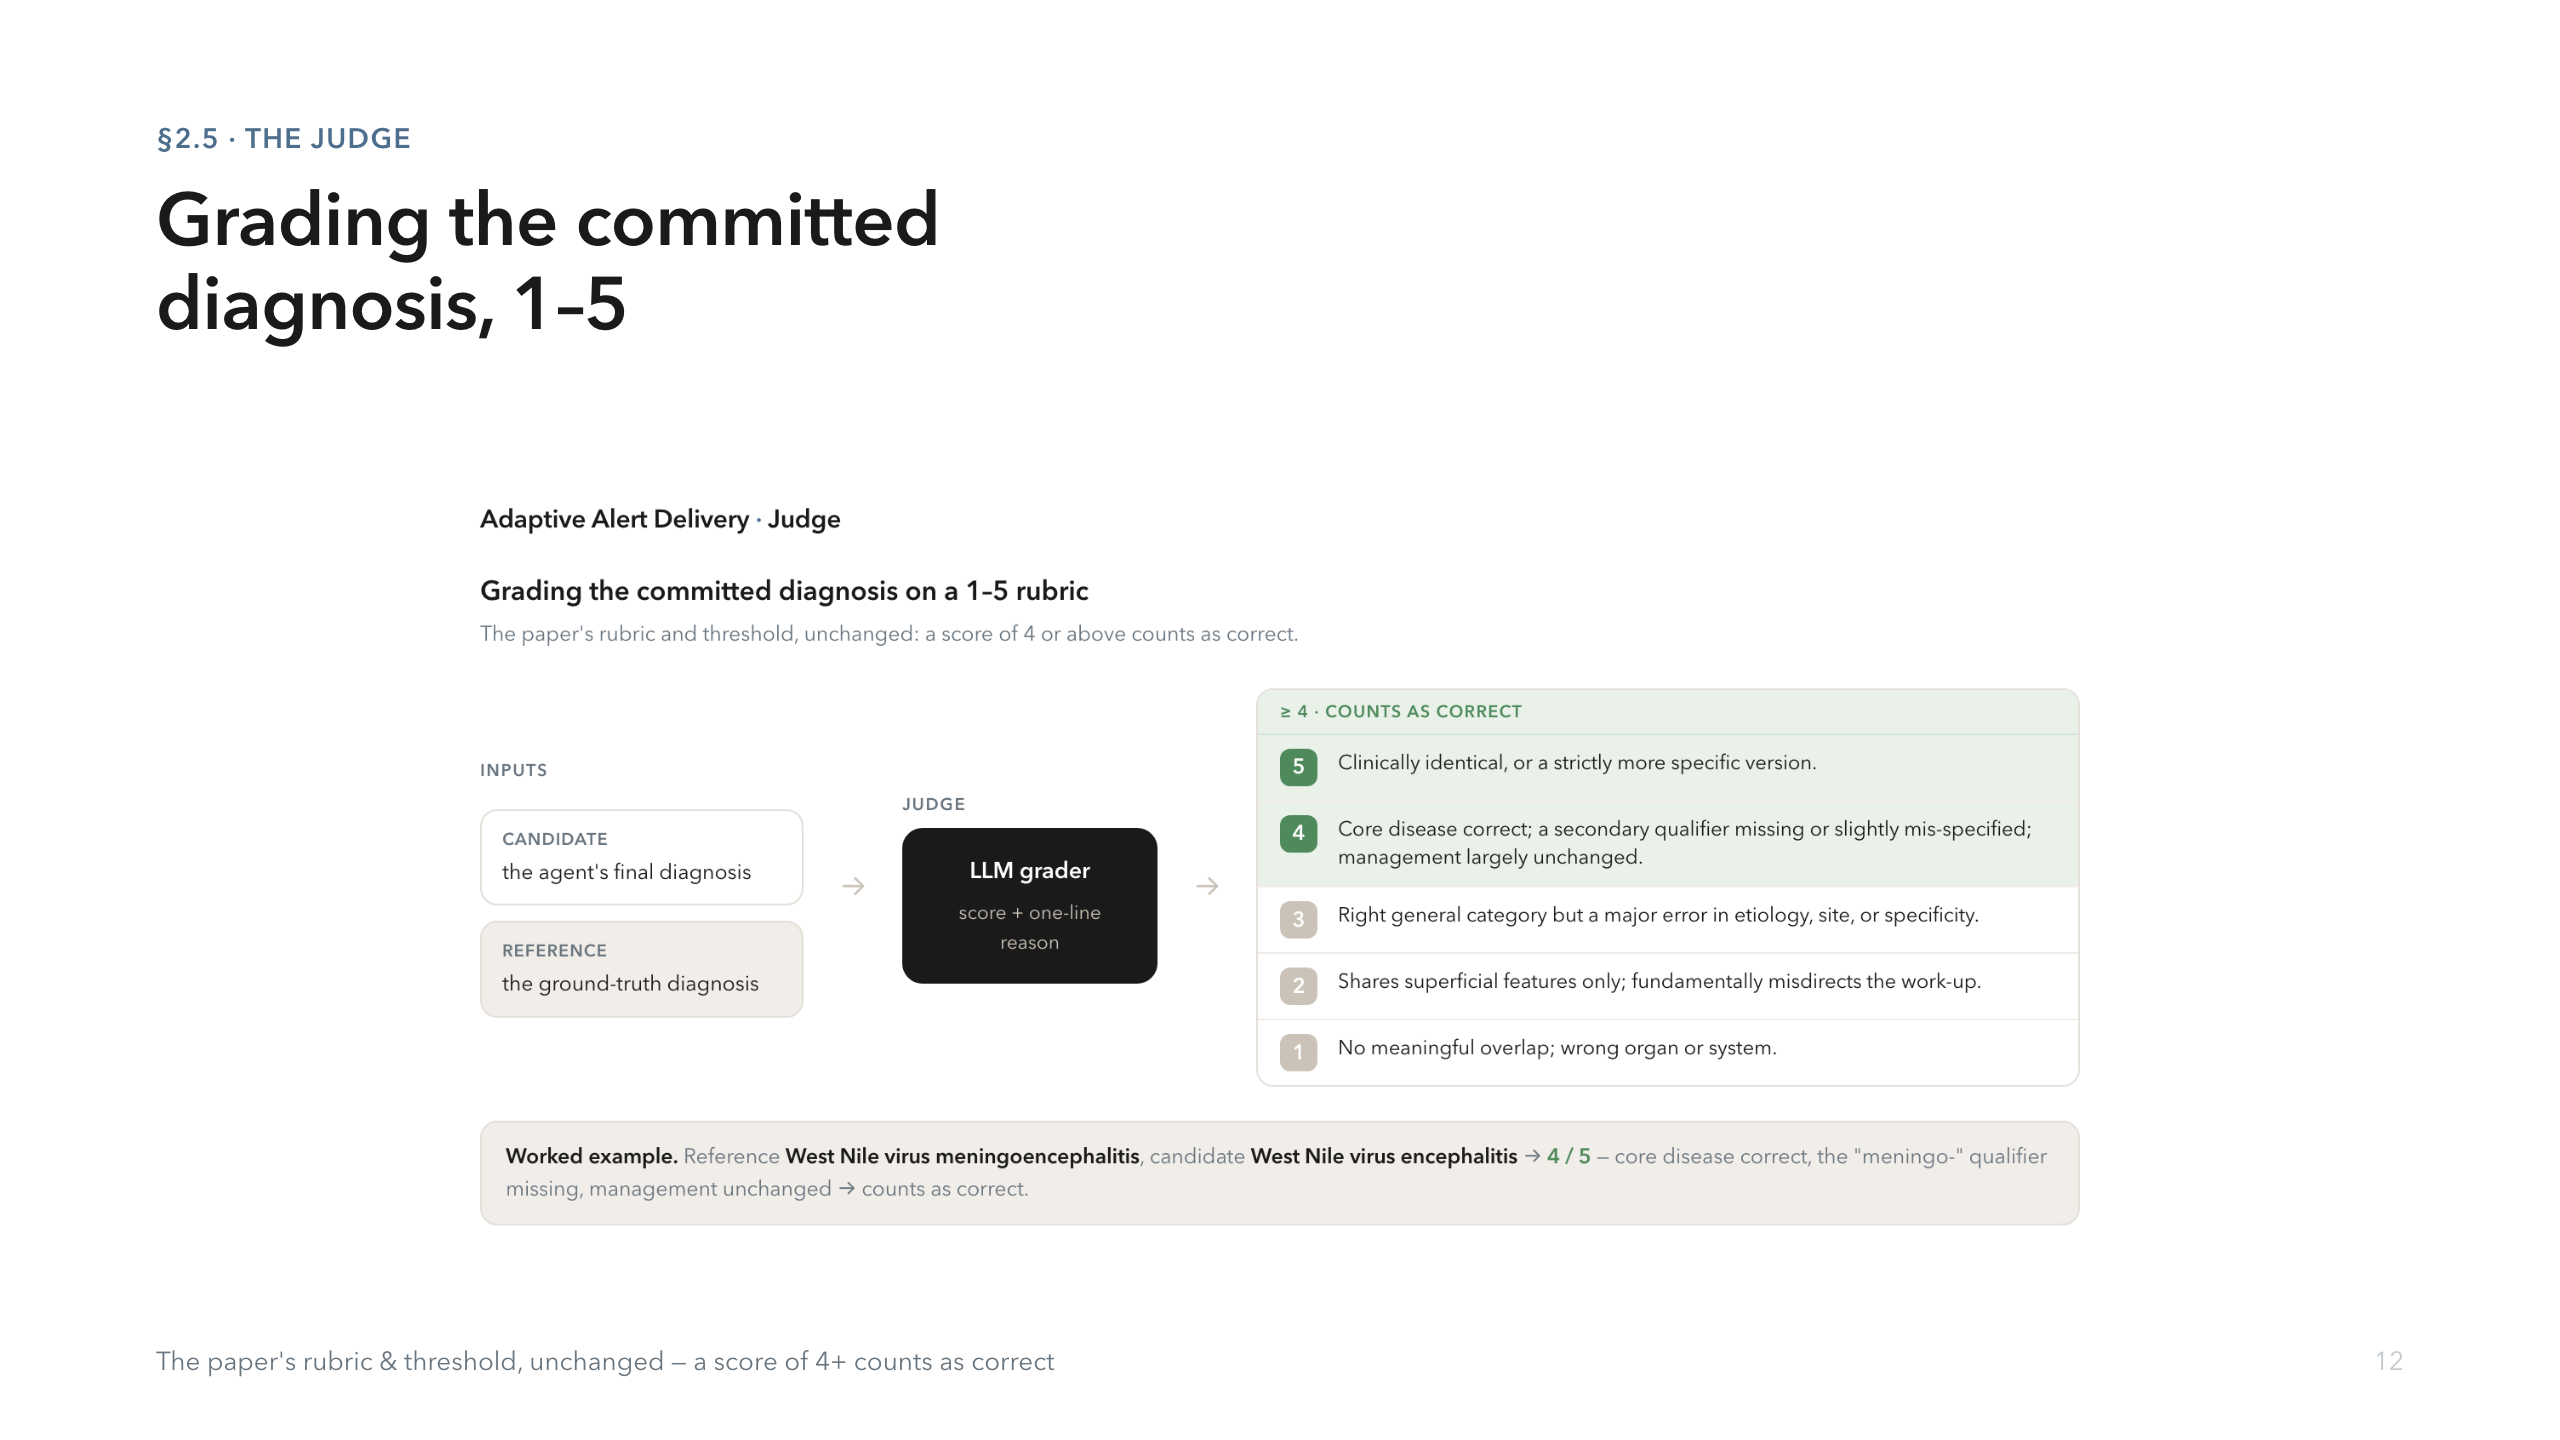 §2.5 · THE JUDGE
Grading the committed
diagnosis, 1–5
Adaptive Alert Delivery · Judge
Grading the committed diagnosis on a 1–5 rubric
The paper's rubric and threshold, unchanged: a score of 4 or above counts as correct.
INPUTS
CANDIDATE
the agent's final diagnosis
REFERENCE
the ground-truth diagnosis
→
JUDGE
LLM grader
score + one-line
reason
→
≥ 4 · COUNTS AS CORRECT
5 Clinically identical, or a strictly more specific version.
4 Core disease correct; a secondary qualifier missing or slightly mis-specified;
management largely unchanged.
3 Right general category but a major error in etiology, site, or specificity.
2 Shares superficial features only; fundamentally misdirects the work-up.
1 No meaningful overlap; wrong organ or system.
Worked example. Reference West Nile virus meningoencephalitis, candidate West Nile virus encephalitis → 4 / 5 — core disease correct, the "meningo-" qualifier
missing, management unchanged → counts as correct.
The paper's rubric & threshold, unchanged — a score of 4+ counts as correct
12